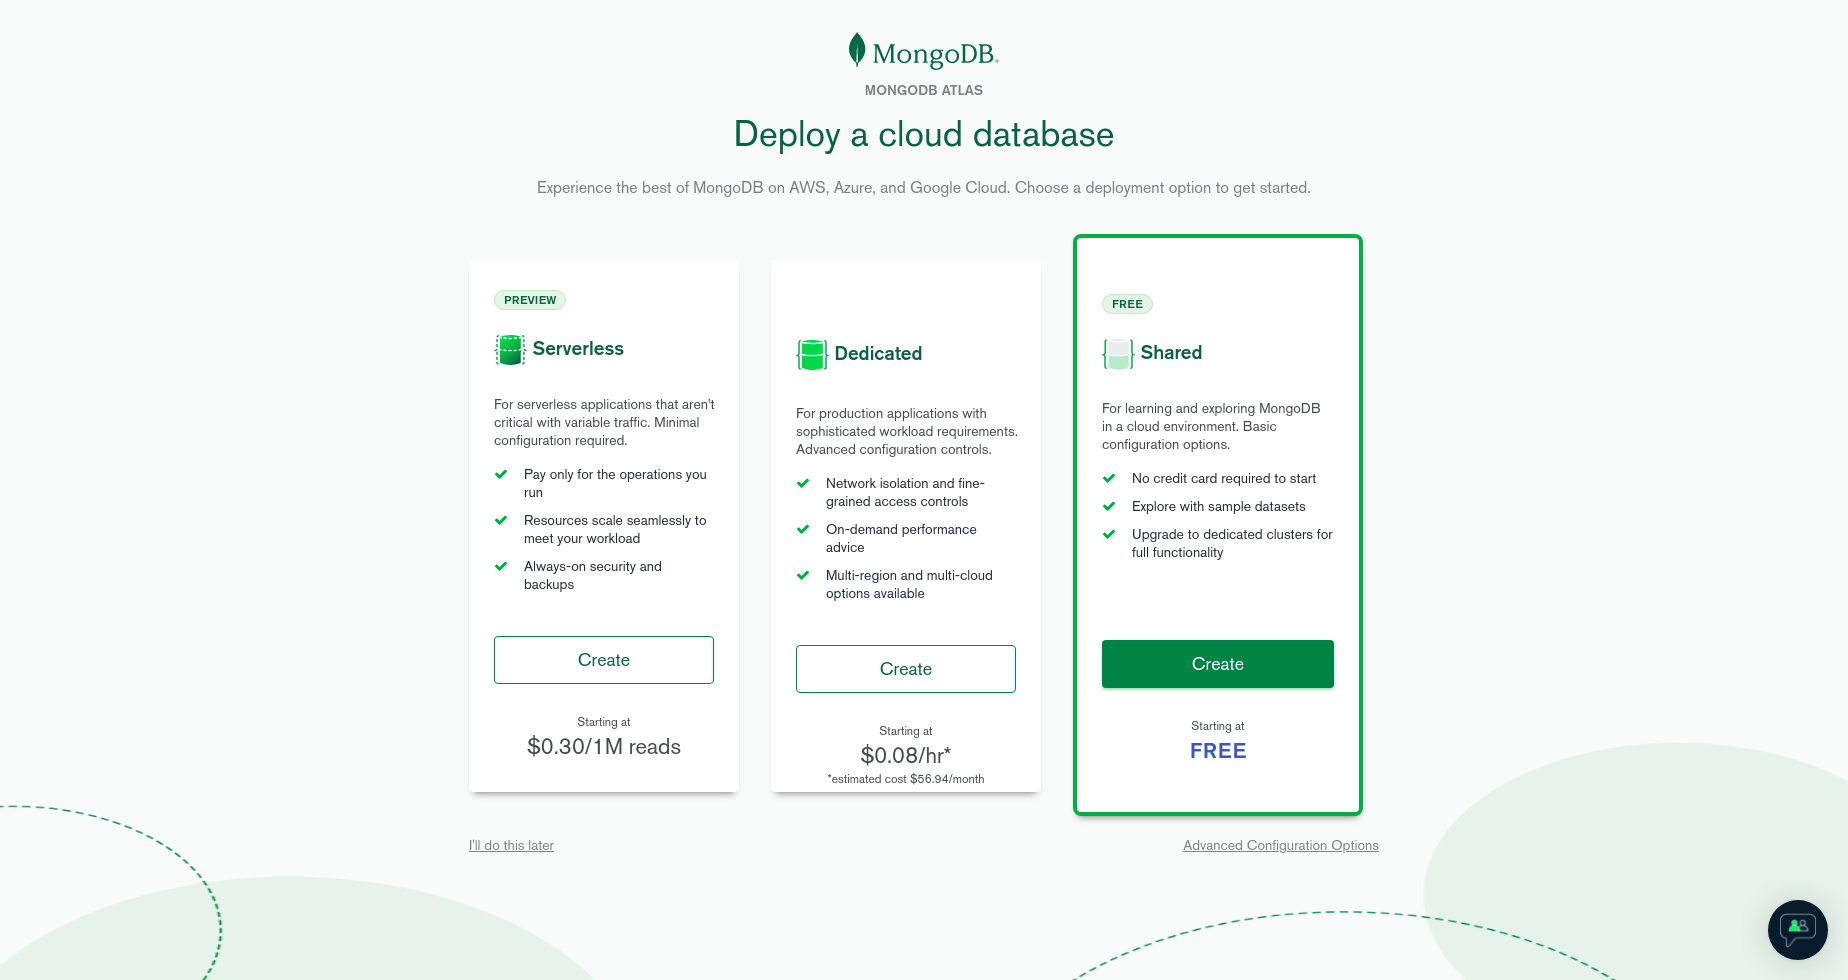 MongoDB®
MONGODB ATLAS
Deploy a cloud database
Experience the best of MongoDB on AWS, Azure, and Google Cloud. Choose a deployment option to get started.
PREVIEW
Serverless
For serverless applications that aren't
critical with variable traffic. Minimal
configuration required.
Pay only for the operations you
run
Resources scale seamlessly to
meet your workload
Always-on security and
backups
Create
Starting at
$0.30/1M reads
Dedicated
For production applications with
sophisticated workload requirements.
Advanced configuration controls.
Network isolation and fine-
grained access controls
On-demand performance
advice
Multi-region and multi-cloud
options available
Create
Starting at
$0.08/hr*
*estimated cost $56.94/month
FREE
Shared
For learning and exploring MongoDB
in a cloud environment. Basic
configuration options.
No credit card required to start
Explore with sample datasets
Upgrade to dedicated clusters for
full functionality
Create
Starting at
FREE
I'll do this later
Advanced Configuration Options